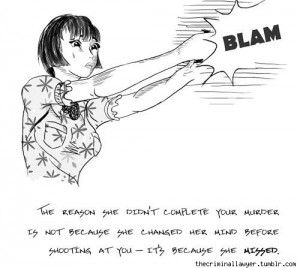 BLAM
THE REASON SHE DIDN'T COMPLETE YOUR MURDER
IS NOT BECAUSE SHE CHANGED HER MIND BEFORE
SHOOTING AT YOU – IT'S BECAUSE SHE MISSED.
thecriminallawyer.tumblr.com